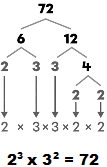 72
6 12
2 3 3 4
2 2
2 × 3 × 3 × 2 × 2
2³ x 3² = 72